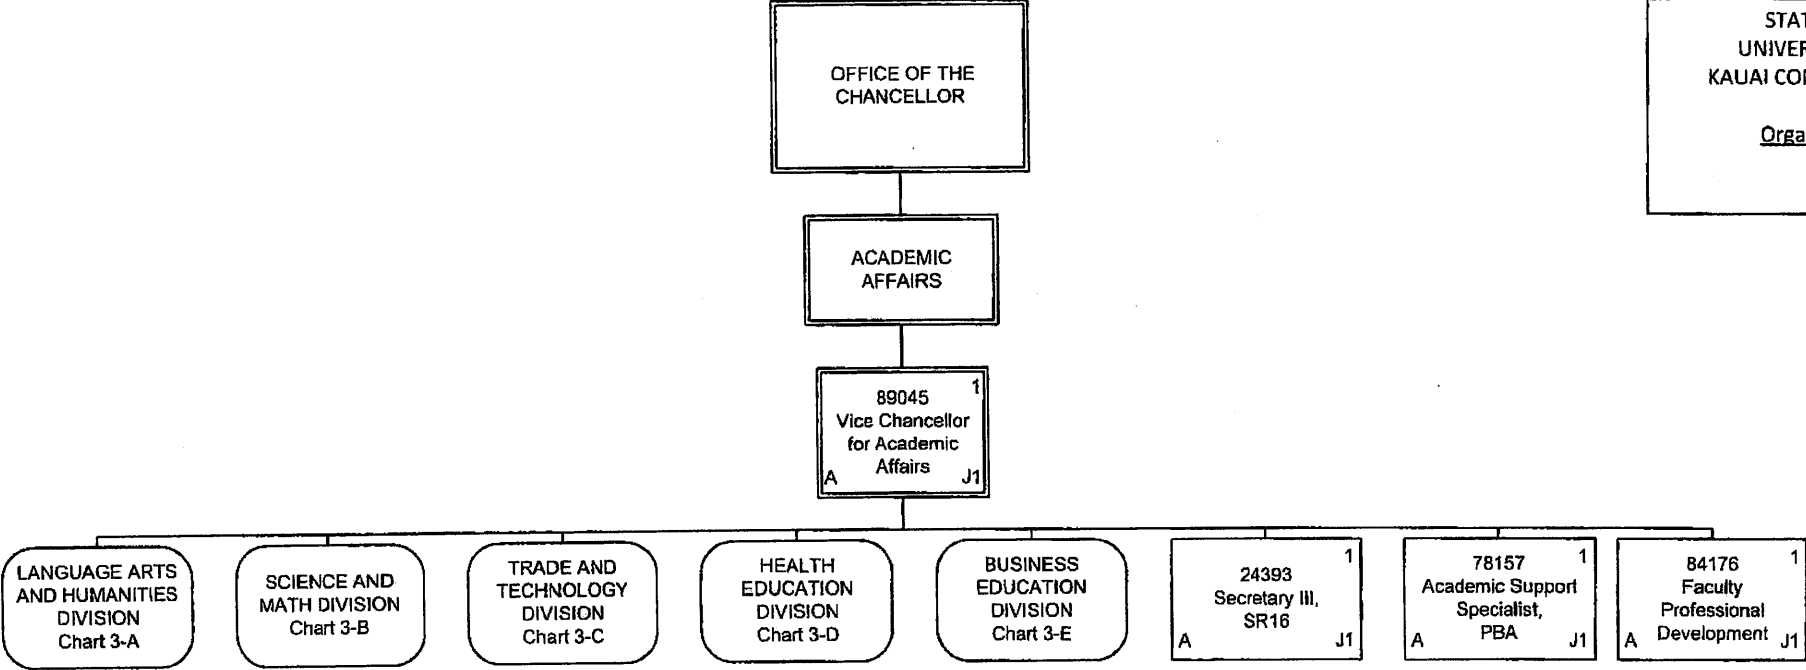 OFFICE OF THE
CHANCELLOR
STAT
UNIVER
KAUAI CO
Orga
ACADEMIC
AFFAIRS
1
89045
Vice Chancellor
for Academic
Affairs
A J1
LANGUAGE ARTS
AND HUMANITIES
DIVISION
Chart 3-A
SCIENCE AND
MATH DIVISION
Chart 3-B
TRADE AND
TECHNOLOGY
DIVISION
Chart 3-C
HEALTH
EDUCATION
DIVISION
Chart 3-D
BUSINESS
EDUCATION
DIVISION
Chart 3-E
1
24393
Secretary III,
SR16
A J1
1
78157
Academic Support
Specialist,
PBA
A J1
1
84176
Faculty
Professional
Development
A J1